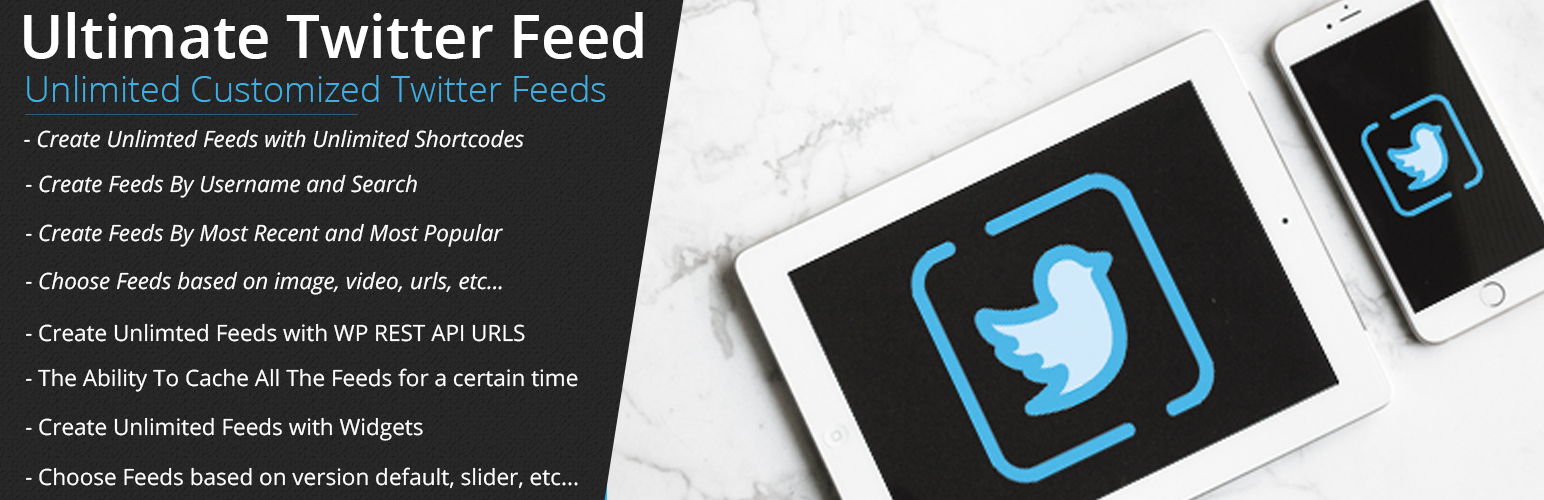 Ultimate Twitter Feed
Unlimited Customized Twitter Feeds
- Create Unlimted Feeds with Unlimited Shortcodes
- Create Feeds By Username and Search
- Create Feeds By Most Recent and Most Popular
- Choose Feeds based on image, video, urls, etc...
- Create Unlimted Feeds with WP REST API URLS
- The Ability To Cache All The Feeds for a certain time
- Create Unlimited Feeds with Widgets
- Choose Feeds based on version default, slider, etc...